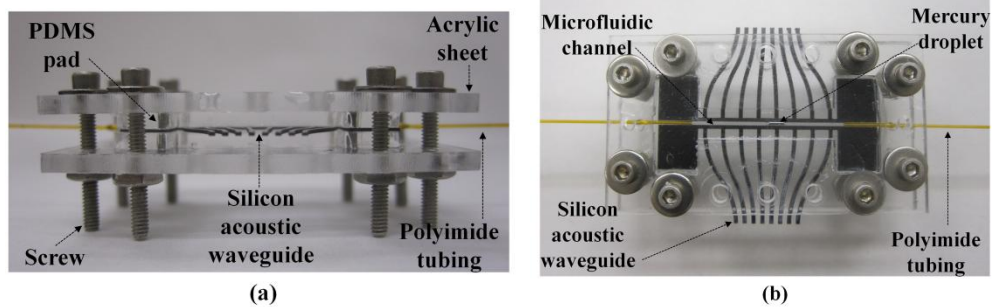 PDMS
pad
Acrylic
sheet
Screw
Silicon
acoustic
waveguide
Polyimide
tubing
(a)
Microfluidic
channel
Mercury
droplet
Silicon
acoustic
waveguide
Polyimide
tubing
(b)